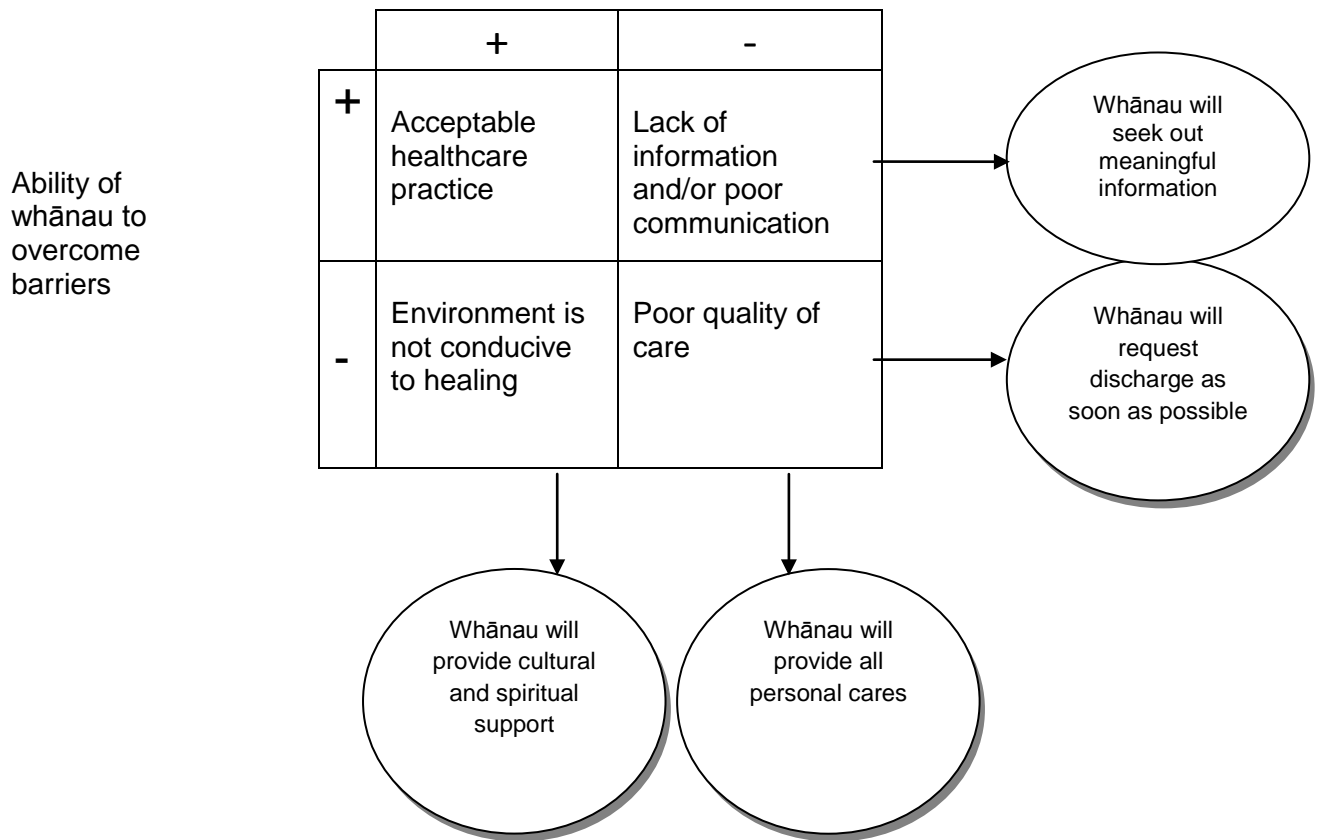 +
-
+
Acceptable
healthcare
practice
Lack of
information
and/or poor
communication
Whānau will
seek out
meaningful
information
Ability of
whānau to
overcome
barriers
-
Environment is
not conducive
to healing
Poor quality of
care
Whānau will
request
discharge as
soon as possible
Whānau will
provide cultural
and spiritual
support
Whānau will
provide all
personal cares